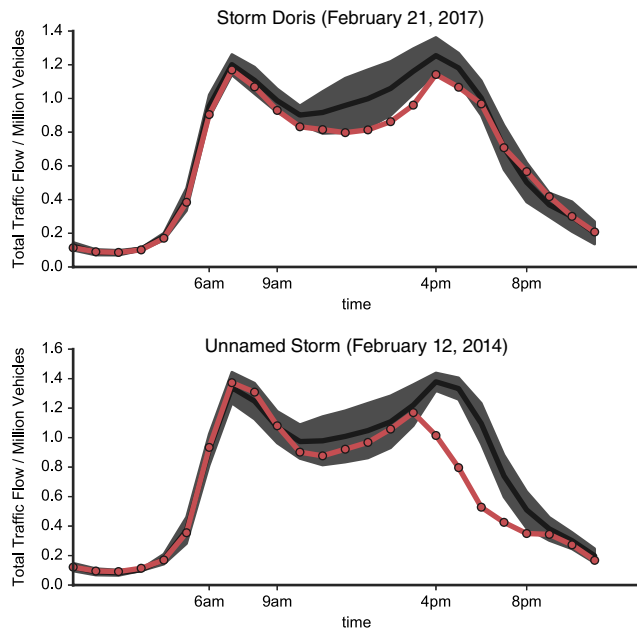 Storm Doris (February 21, 2017)
Total Traffic Flow / Million Vehicles
1.4
1.2
1.0
0.8
0.6
0.4
0.2
0.0
6am 9am 4pm 8pm
time
Unnamed Storm (February 12, 2014)
Total Traffic Flow / Million Vehicles
1.6
1.4
1.2
1.0
0.8
0.6
0.4
0.2
0.0
6am 9am 4pm 8pm
time